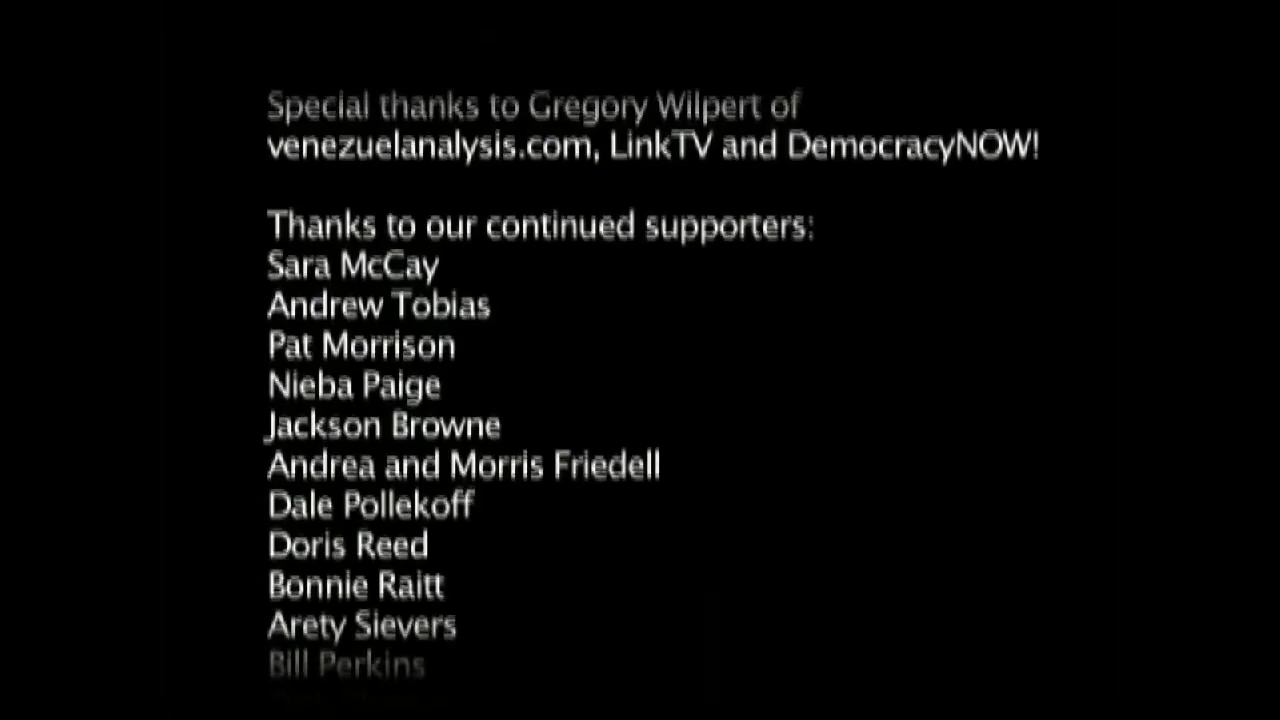 Special thanks to Gregory Wilpert of
venezuelanalysis.com, LinkTV and DemocracyNOW!
Thanks to our continued supporters:
Sara McCay
Andrew Tobias
Pat Morrison
Nieba Paige
Jackson Browne
Andrea and Morris Friedell
Dale Pollekoff
Doris Reed
Bonnie Raitt
Arety Sievers
Bill Perkins